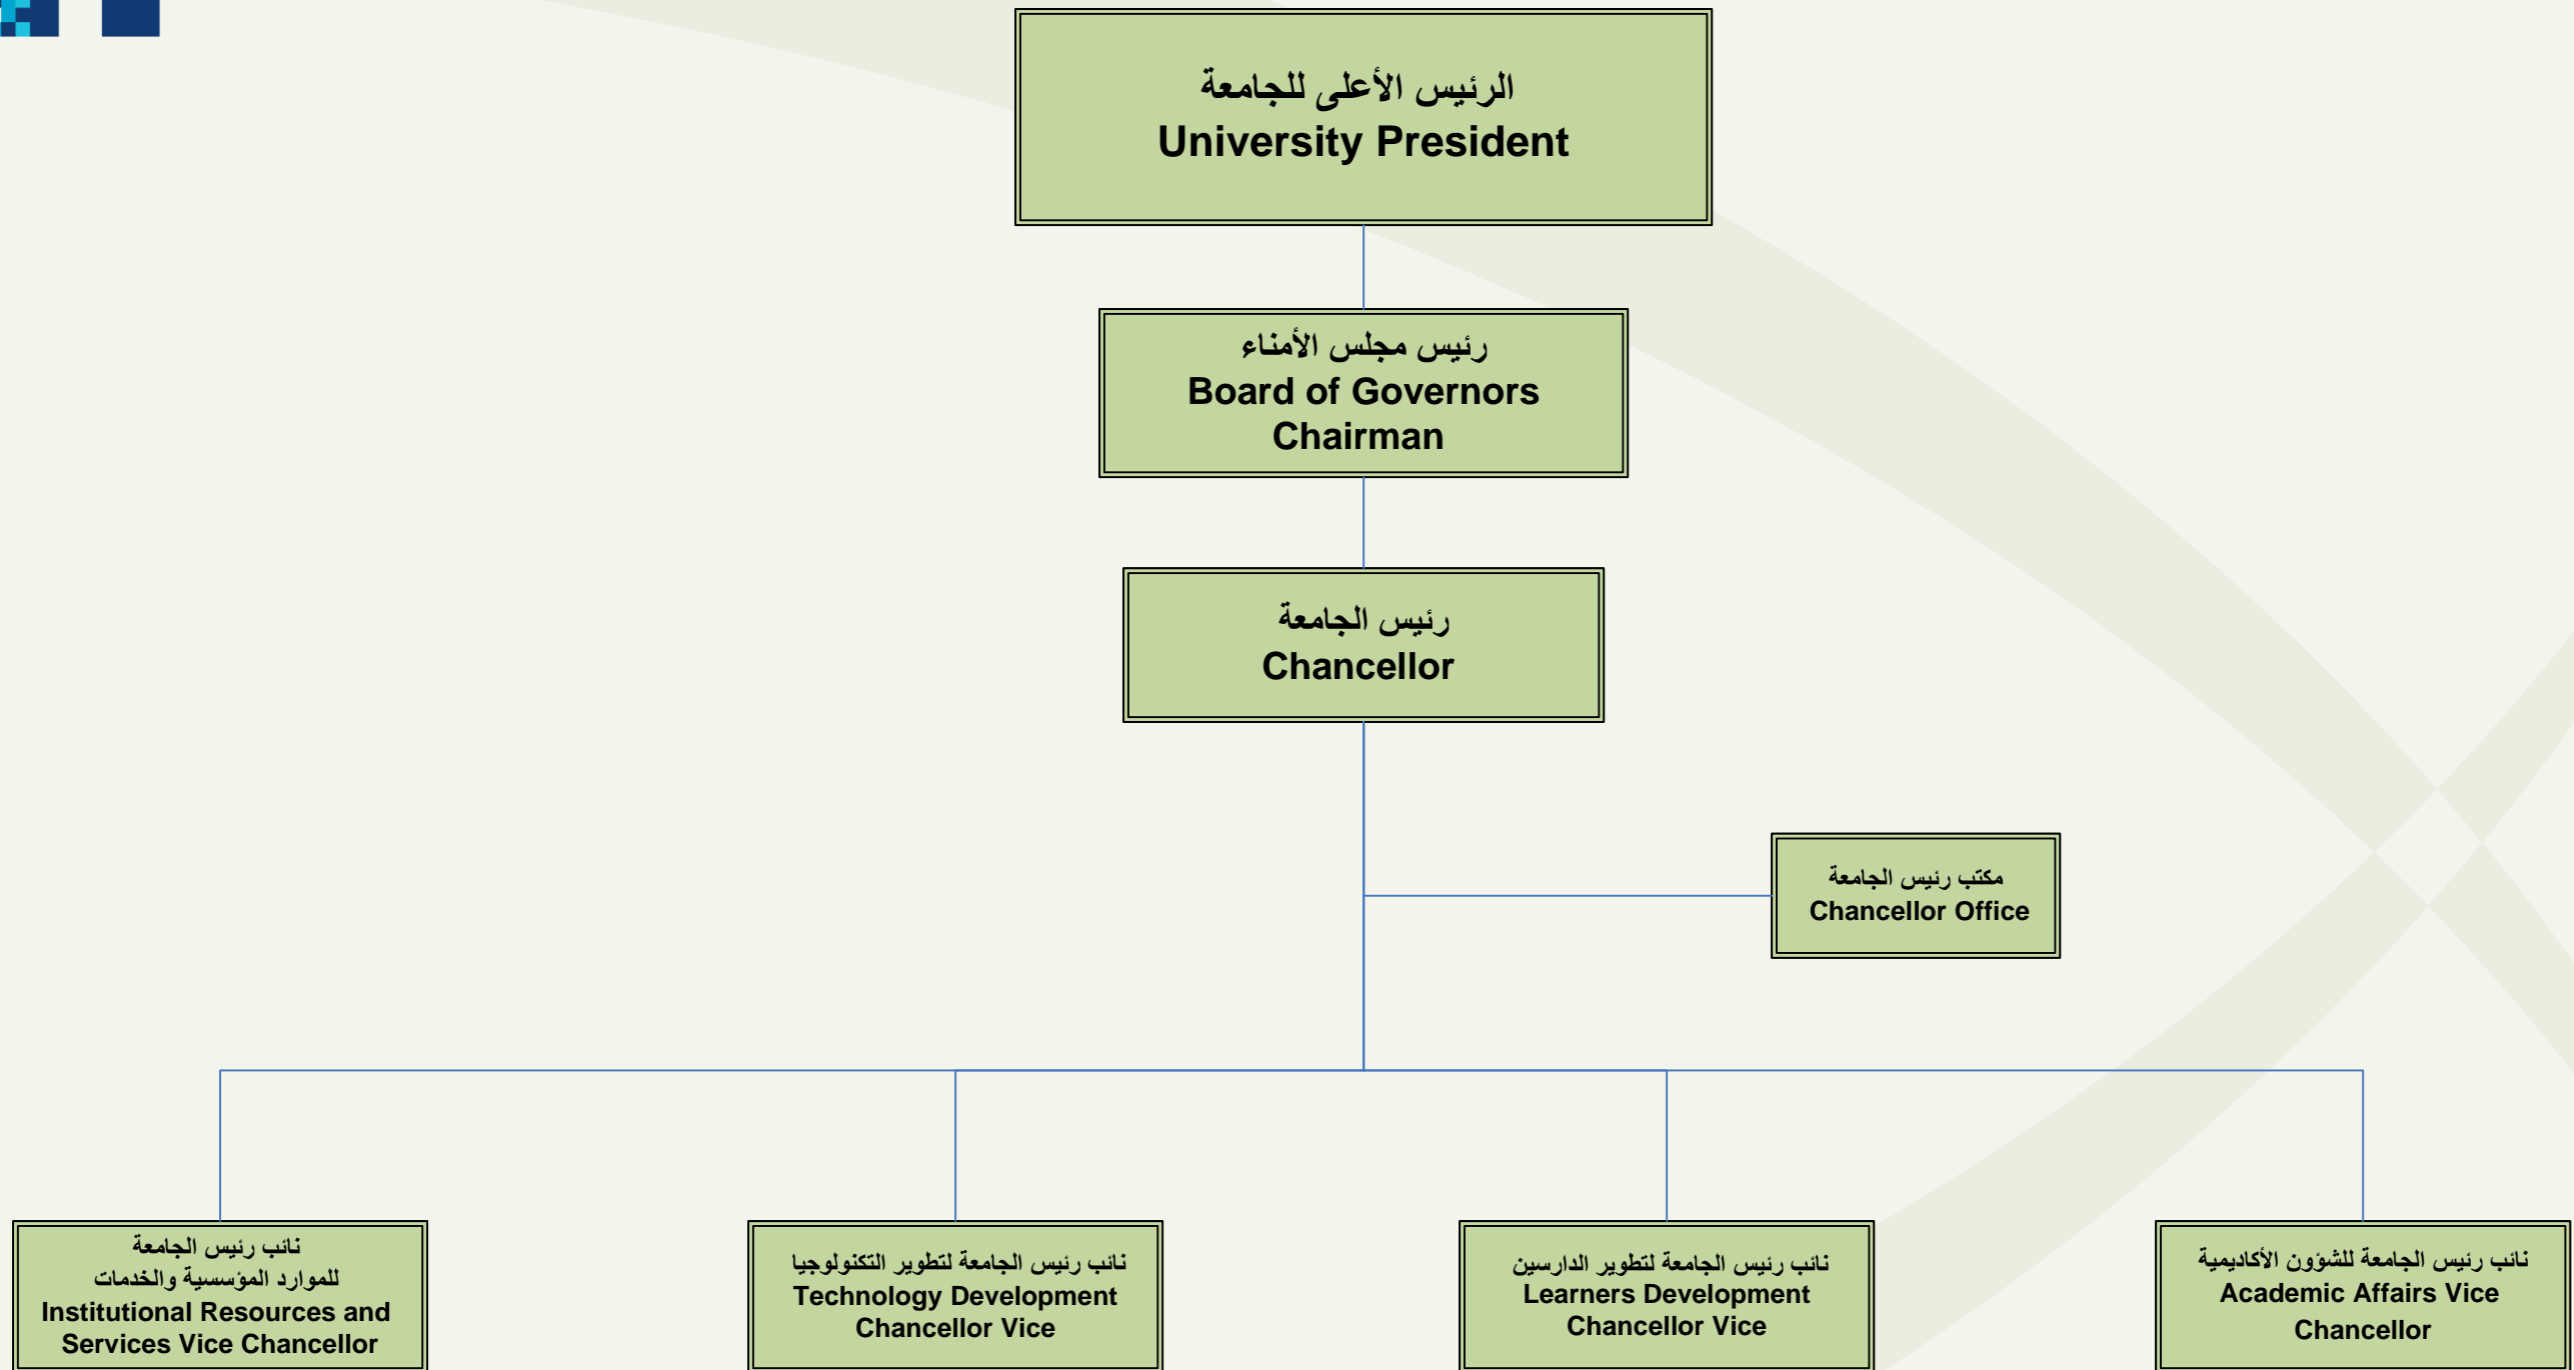 الرئيس الأعلى للجامعة
University President
رئيس مجلس الأمناء
Board of Governors
Chairman
رئيس الجامعة
Chancellor
مكتب رئيس الجامعة
Chancellor Office
نائب رئيس الجامعة
للموارد المؤسسية والخدمات
Institutional Resources and
Services Vice Chancellor
نائب رئيس الجامعة لتطوير التكنولوجيا
Technology Development
Chancellor Vice
نائب رئيس الجامعة لتطوير الدارسين
Learners Development
Chancellor Vice
نائب رئيس الجامعة للشؤون الأكاديمية
Academic Affairs Vice
Chancellor